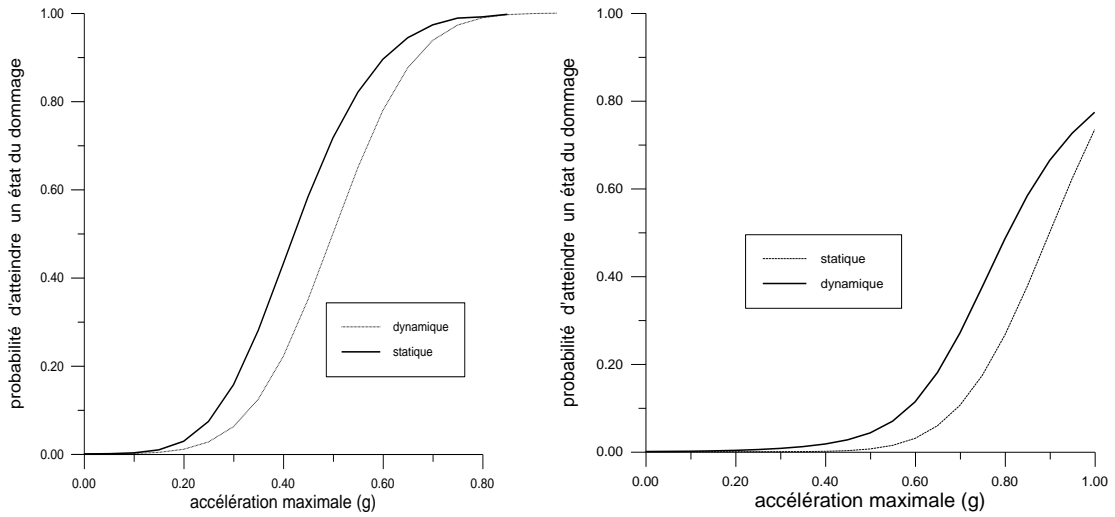 probabilité d'atteindre un état du dommage
1.00
0.80
0.60
0.40
0.20
0.00
dynamique
statique
0.00 0.20 0.40 0.60 0.80
accélération maximale (g)
probabilité d'atteindre un état du dommage
1.00
0.80
0.60
0.40
0.20
0.00
statique
dynamique
0.00 0.20 0.40 0.60 0.80 1.00
accélération maximale (g)